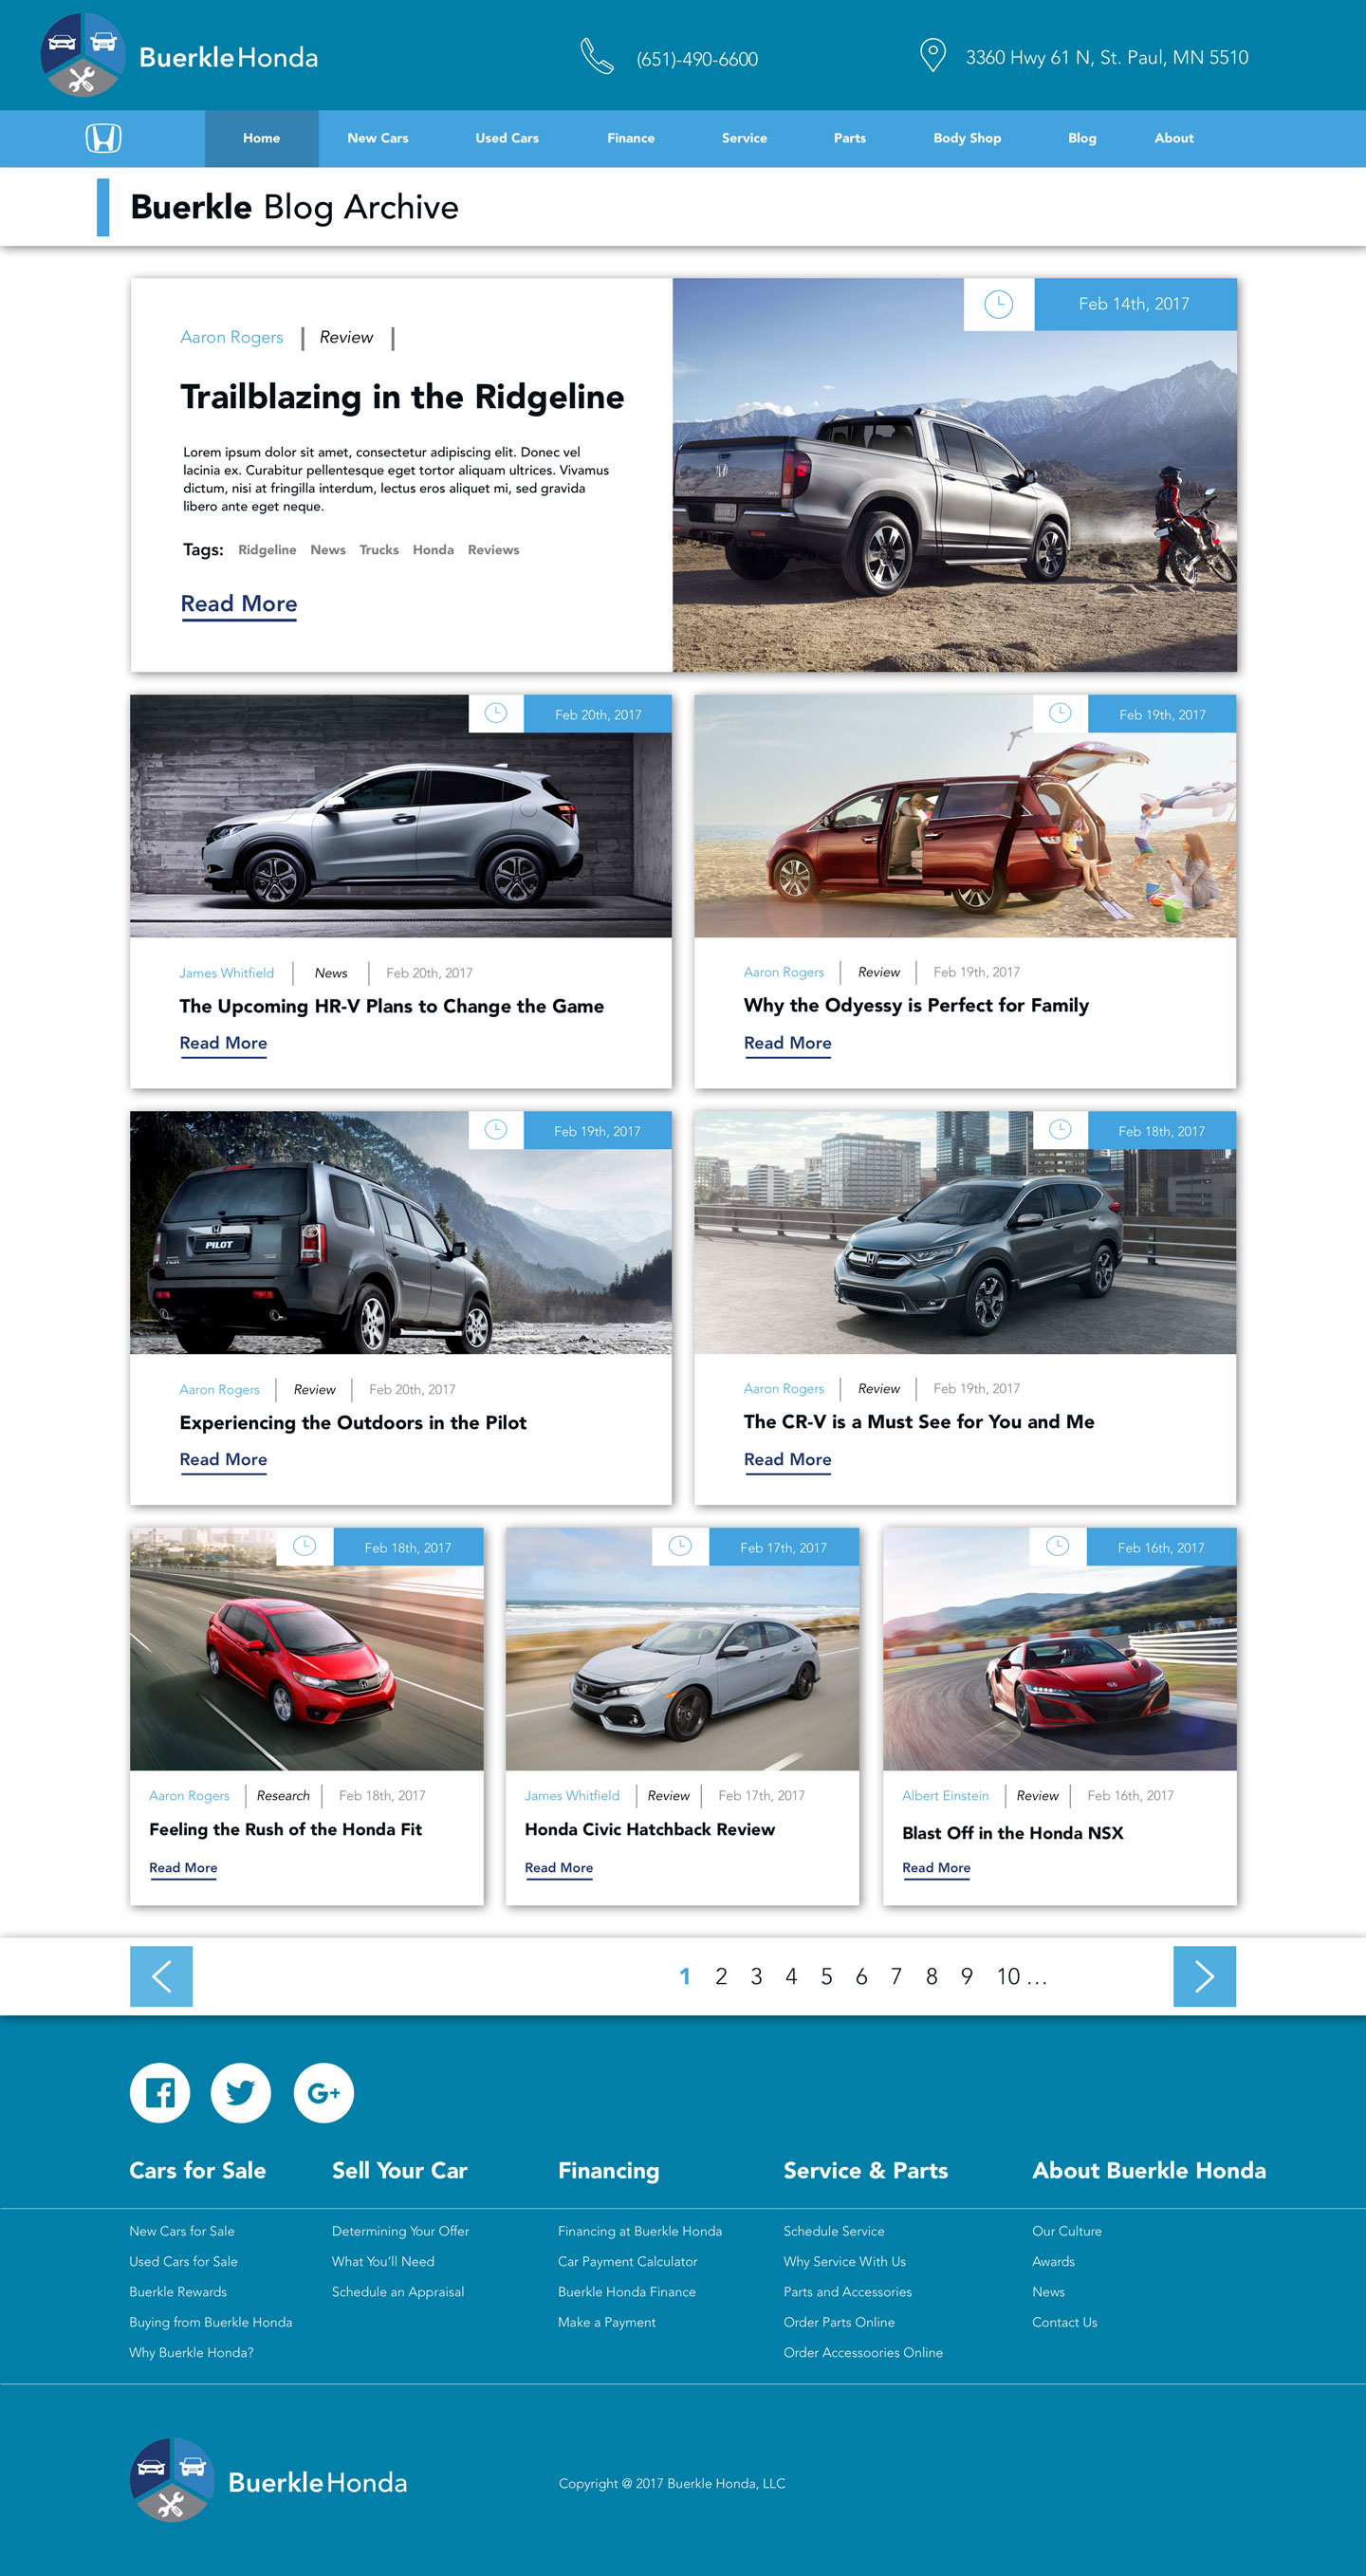 Buerkle Honda
(651)-490-6600
3360 Hwy 61 N, St. Paul, MN 5510
Home New Cars Used Cars Finance Service Parts Body Shop Blog About
Buerkle Blog Archive
Feb 14th, 2017
Aaron Rogers | Review |
Trailblazing in the Ridgeline
Lorem ipsum dolor sit amet, consectetur adipiscing elit. Donec vel
lacinia ex. Curabitur pellentesque eget tortor aliquam ultrices. Vivamus
dictum, nisi at fringilla interdum, lectus eros aliquet mi, sed gravida
libero ante eget neque.
Tags: Ridgeline News Trucks Honda Reviews
Read More
Feb 20th, 2017
James Whitfield | News | Feb 20th, 2017
The Upcoming HR-V Plans to Change the Game
Read More
Feb 19th, 2017
Aaron Rogers | Review | Feb 19th, 2017
Why the Odyessy is Perfect for Family
Read More
Feb 19th, 2017
PILOT
Aaron Rogers | Review | Feb 20th, 2017
Experiencing the Outdoors in the Pilot
Read More
Feb 18th, 2017
Aaron Rogers | Review | Feb 19th, 2017
The CR-V is a Must See for You and Me
Read More
Feb 18th, 2017
Aaron Rogers | Research | Feb 18th, 2017
Feeling the Rush of the Honda Fit
Read More
Feb 17th, 2017
James Whitfield | Review | Feb 17th, 2017
Honda Civic Hatchback Review
Read More
Feb 16th, 2017
Albert Einstein | Review | Feb 16th, 2017
Blast Off in the Honda NSX
Read More
1 2 3 4 5 6 7 8 9 10 ...
G+
Cars for Sale
New Cars for Sale
Used Cars for Sale
Buerkle Rewards
Buying from Buerkle Honda
Why Buerkle Honda?
Sell Your Car
Determining Your Offer
What You'll Need
Schedule an Appraisal
Financing
Financing at Buerkle Honda
Car Payment Calculator
Buerkle Honda Finance
Make a Payment
Service & Parts
Schedule Service
Why Service With Us
Parts and Accessories
Order Parts Online
Order Accessoories Online
About Buerkle Honda
Our Culture
Awards
News
Contact Us
Buerkle Honda
Copyright @ 2017 Buerkle Honda, LLC